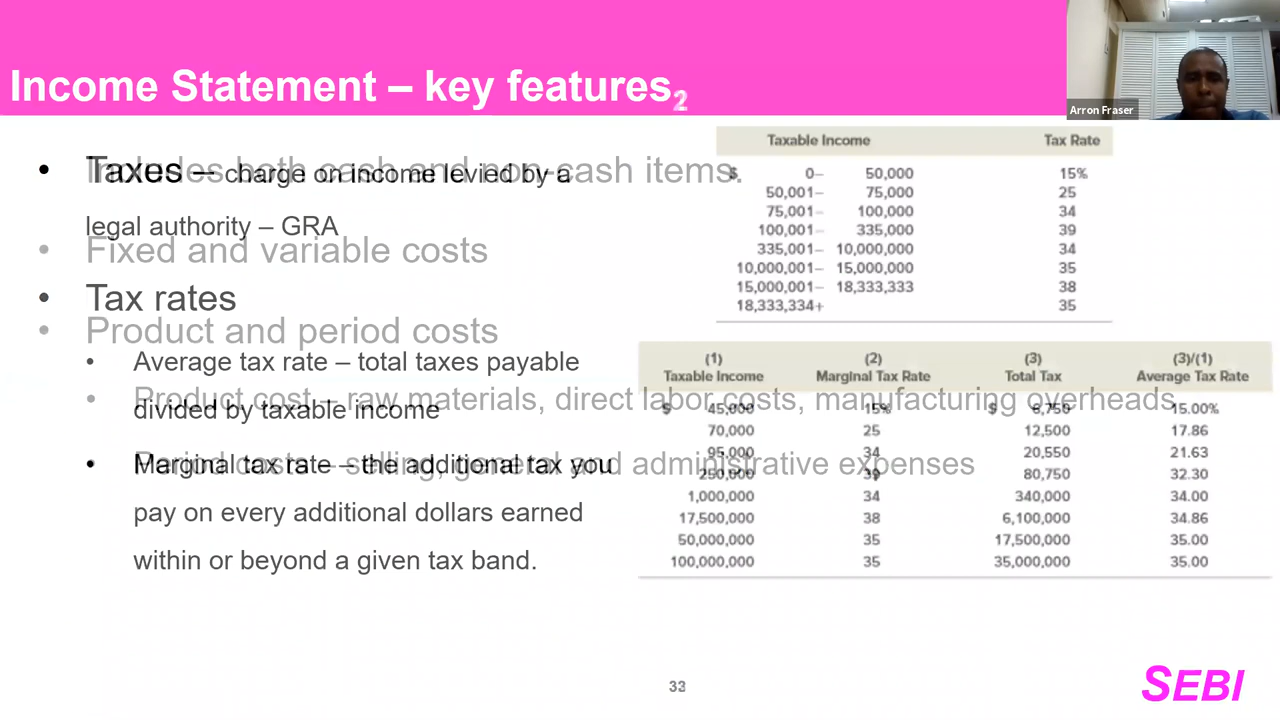 Income Statement – key features2
Arron Fraser
• Taxes – charge on income levied by a
legal authority – GRA
• Tax rates
• Average tax rate – total taxes payable
divided by taxable income
• Marginal tax rate – the additional tax you
pay on every additional dollars earned
within or beyond a given tax band.
• Includes both cash and non-cash items.
• Fixed and variable costs
• Product and period costs
• Product cost – raw materials, direct labor costs, manufacturing overheads
• Period costs – selling, general and administrative expenses
Taxable Income Tax Rate
$ 0– 50,000 15%
50,001– 75,000 25
75,001– 100,000 34
100,001– 335,000 39
335,001– 10,000,000 34
10,000,001– 15,000,000 35
15,000,001– 18,333,333 38
18,333,334+ 35
(1) (2) (3) (3)/(1)
Taxable Income Marginal Tax Rate Total Tax Average Tax Rate
$ 45,000 15% $ 6,750 15.00%
70,000 25 12,500 17.86
95,000 34 20,550 21.63
250,000 39 80,750 32.30
1,000,000 34 340,000 34.00
17,500,000 38 6,100,000 34.86
50,000,000 35 17,500,000 35.00
100,000,000 35 35,000,000 35.00
SEBI